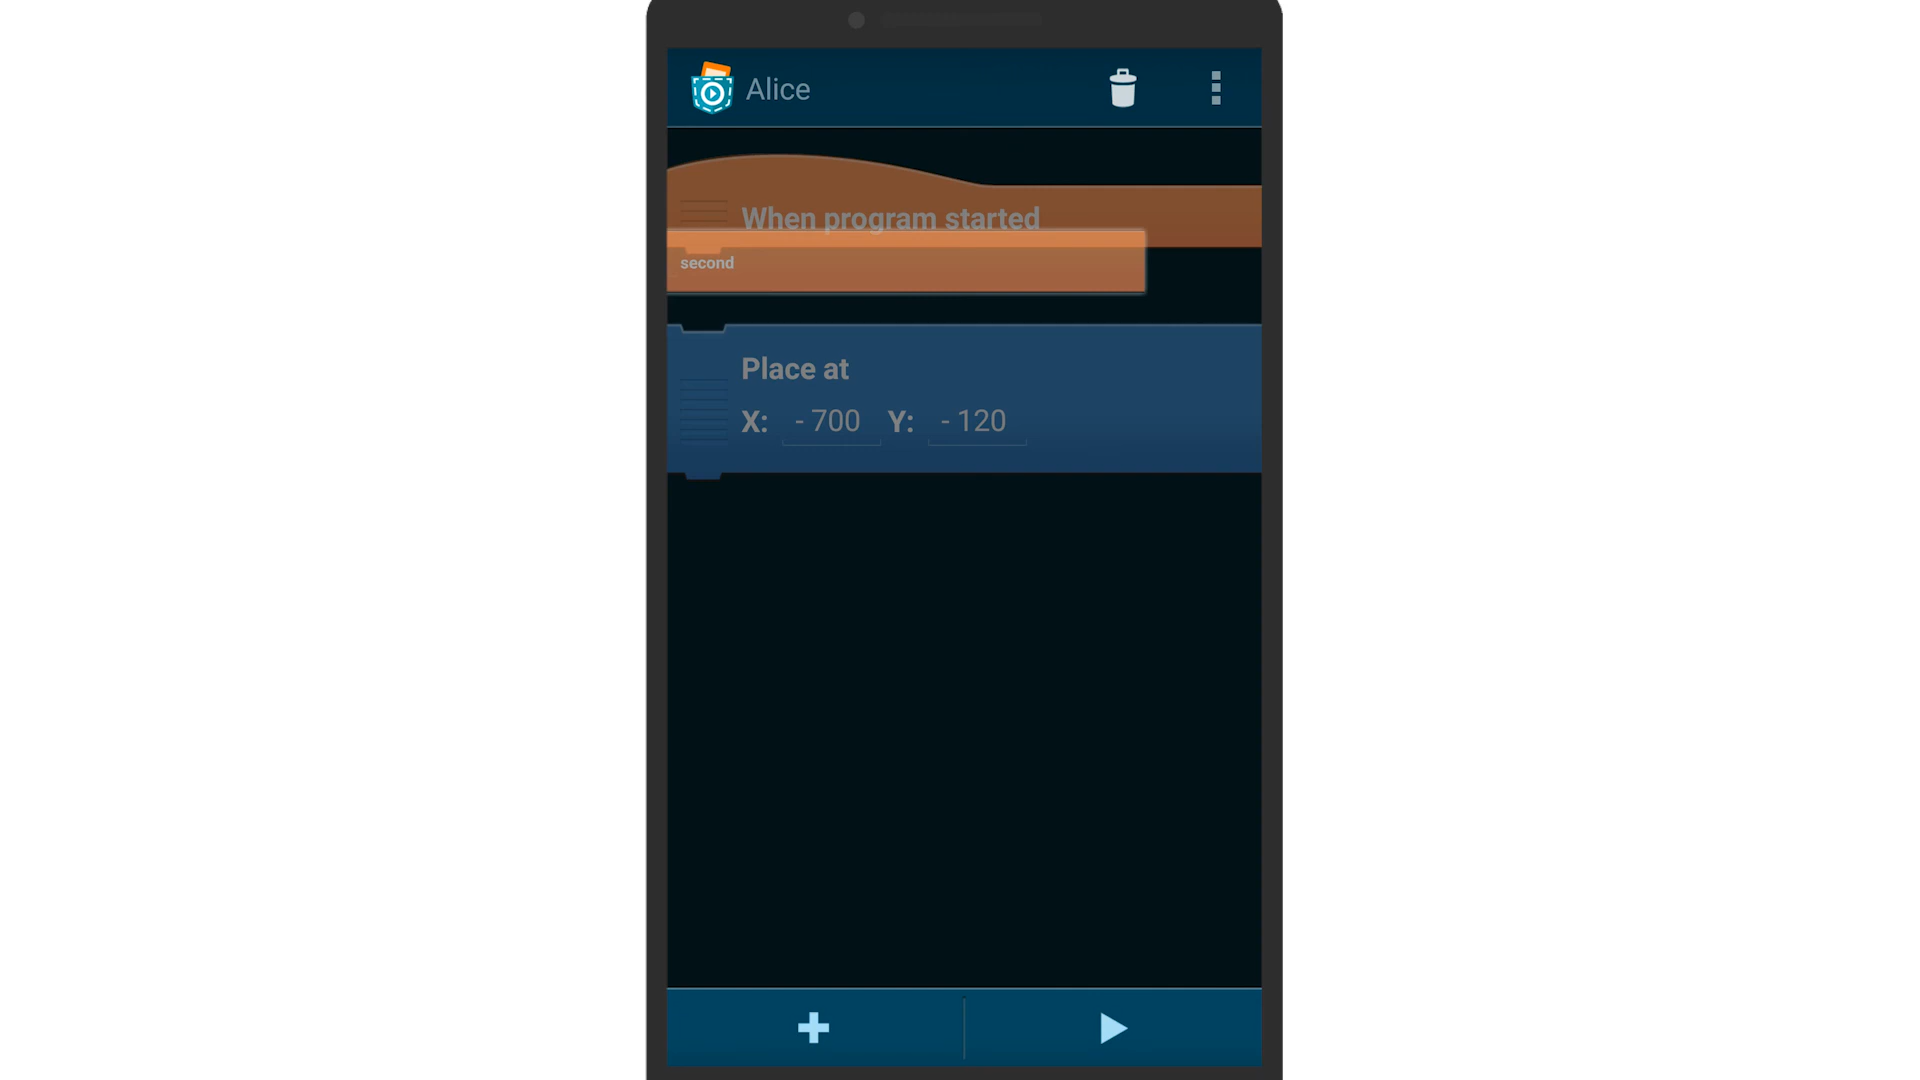 Alice
When program started
second
Place at
X: - 700 Y: - 120